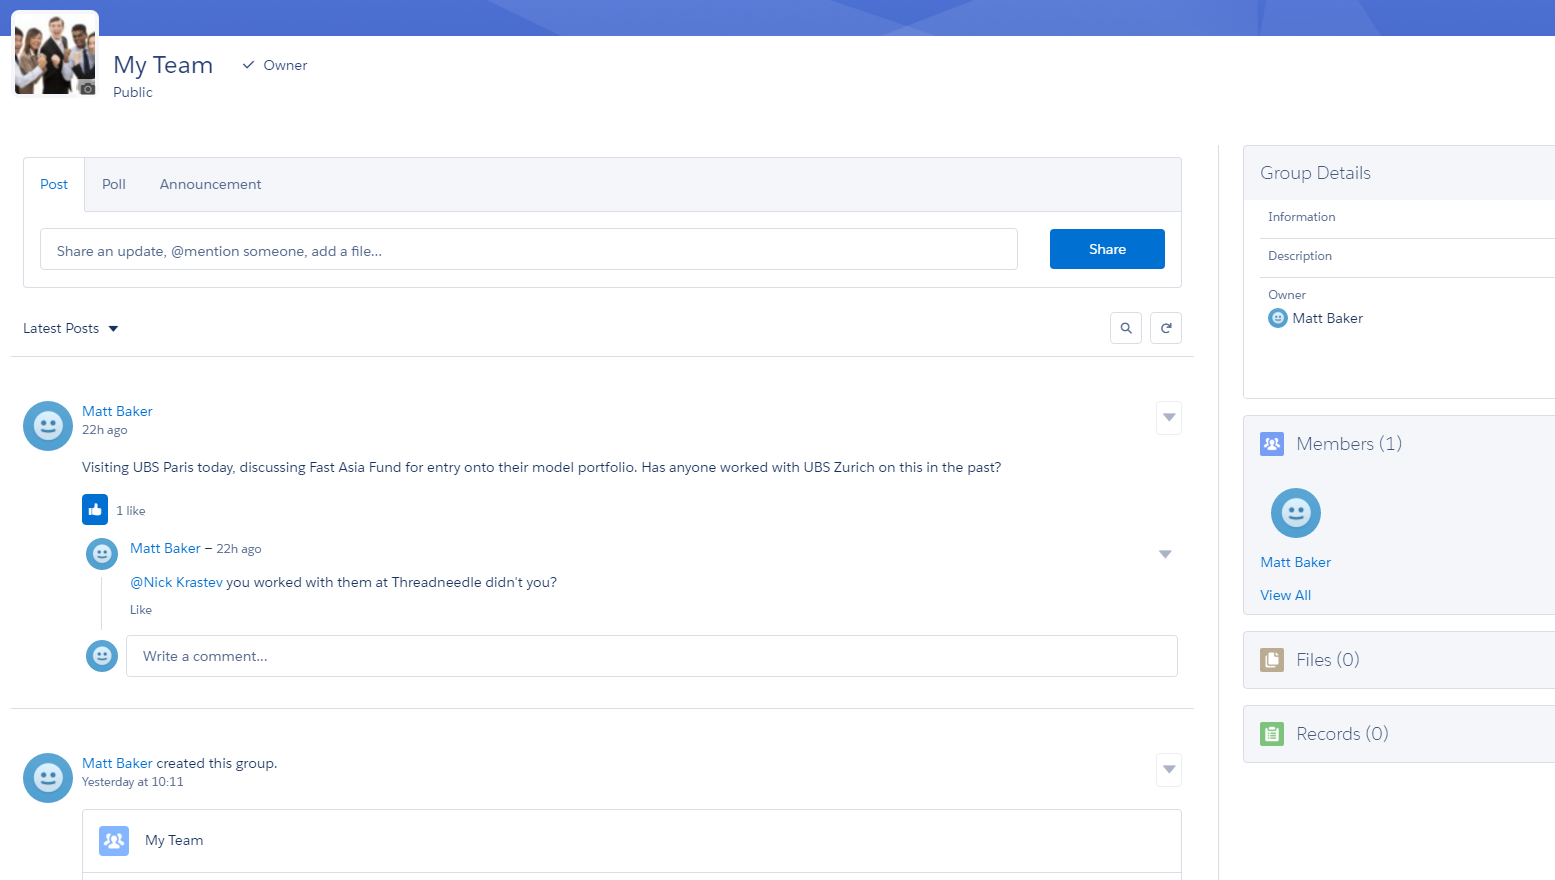 My Team
Owner
Public
Post
Poll
Announcement
Share an update, @mention someone, add a file...
Share
Latest Posts
Matt Baker
22h ago
Visiting UBS Paris today, discussing Fast Asia Fund for entry onto their model portfolio. Has anyone worked with UBS Zurich on this in the past?
1 like
Matt Baker – 22h ago
@Nick Krastev you worked with them at Threadneedle didn't you?
Like
Write a comment...
Matt Baker created this group.
Yesterday at 10:11
My Team
Group Details
Information
Description
Owner
Matt Baker
Members (1)
Matt Baker
View All
Files (0)
Records (0)